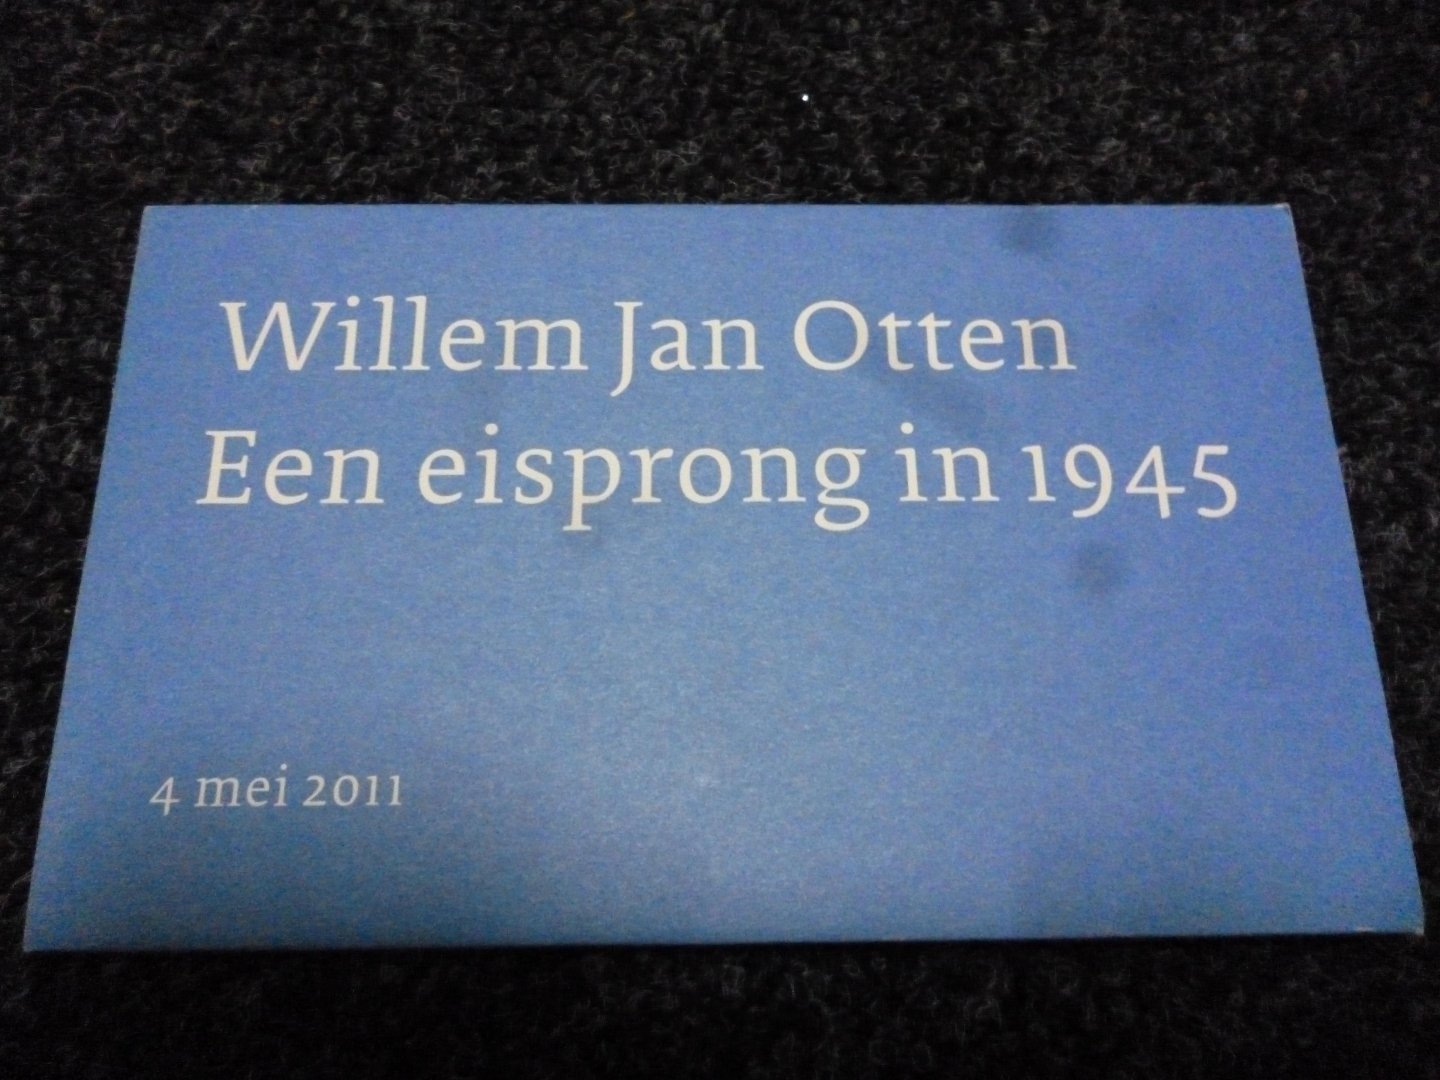 Willem Jan Otten
Een eisprong in 1945
4 mei 2011